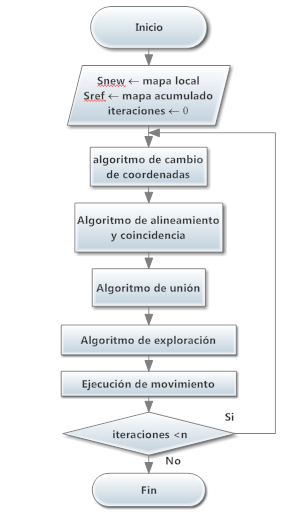 Inicio
Snew ← mapa local
Sref ← mapa acumulado
iteraciones ← 0
algoritmo de cambio
de coordenadas
Algoritmo de alineamiento
y coincidencia
Algoritmo de unión
Algoritmo de exploración
Ejecución de movimiento
Si
iteraciones <n
No
Fin